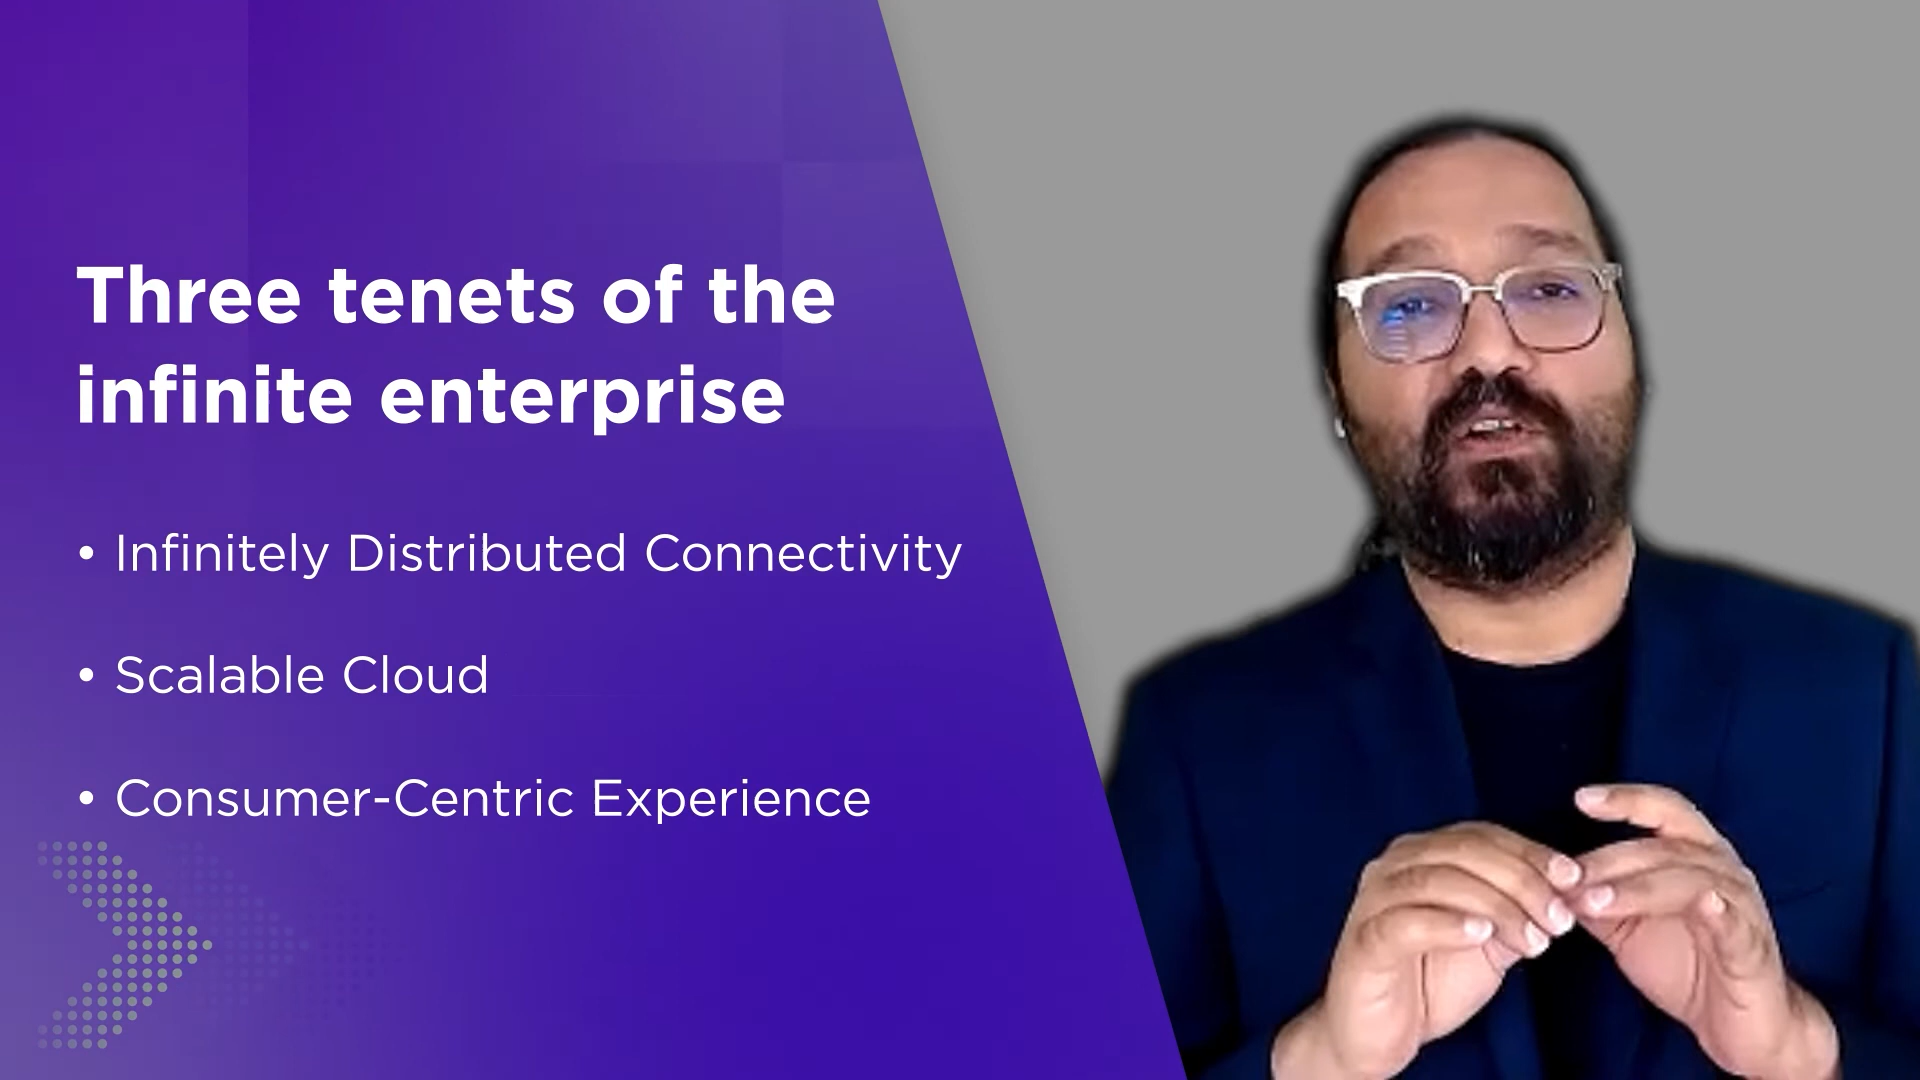 Three tenets of the
infinite enterprise
• Infinitely Distributed Connectivity
• Scalable Cloud
• Consumer-Centric Experience